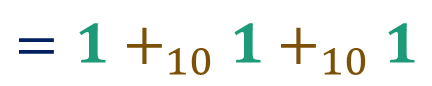 = 1 +₁₀ 1 +₁₀ 1